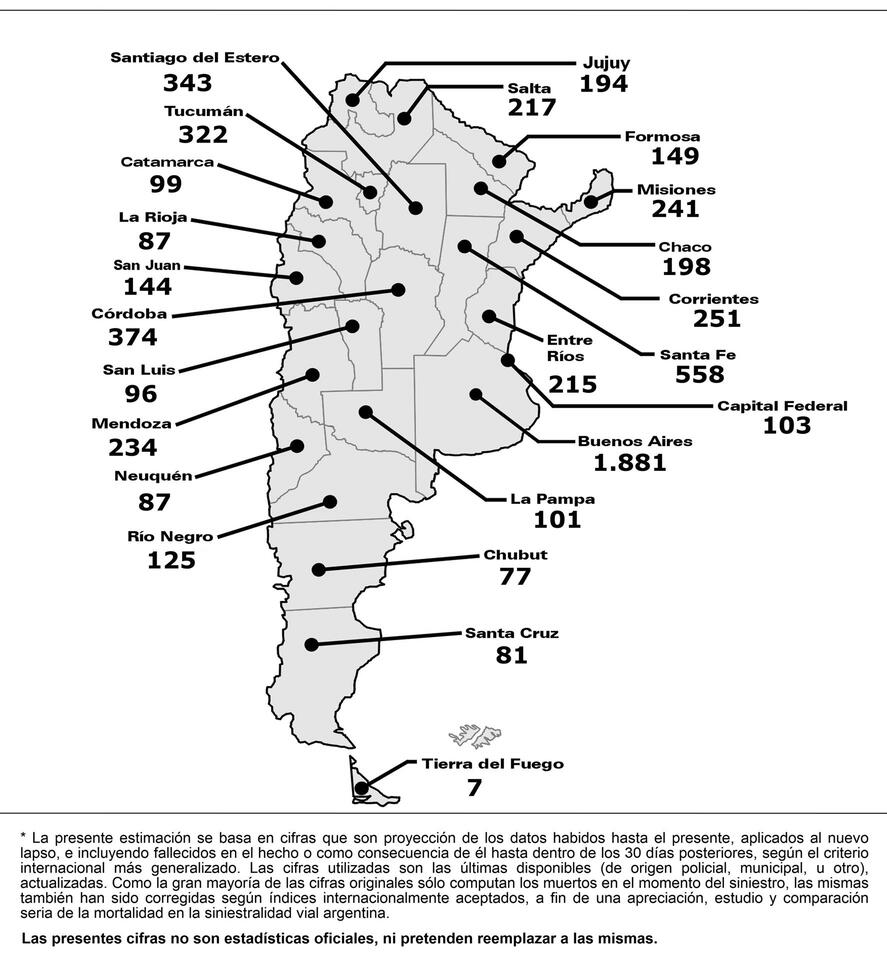 Santiago del Estero
343
Jujuy
194
Salta
217
Tucumán
322
Formosa
149
Catamarca
99
Misiones
241
La Rioja
87
Chaco
198
San Juan
144
Corrientes
251
Córdoba
374
Entre
Ríos
215
Santa Fe
558
San Luis
96
Capital Federal
103
Mendoza
234
Buenos Aires
1.881
Neuquén
87
La Pampa
101
Río Negro
125
Chubut
77
Santa Cruz
81
Tierra del Fuego
7
* La presente estimación se basa en cifras que son proyección de los datos habidos hasta el presente, aplicados al nuevo
lapso, e incluyendo fallecidos en el hecho o como consecuencia de él hasta dentro de los 30 días posteriores, según el criterio
internacional más generalizado. Las cifras utilizadas son las últimas disponibles (de origen policial, municipal, u otro),
actualizadas. Como la gran mayoría de las cifras originales sólo computan los muertos en el momento del siniestro, las mismas
también han sido corregidas según índices internacionalmente aceptados, a fin de una apreciación, estudio y comparación
seria de la mortalidad en la siniestralidad vial argentina.
Las presentes cifras no son estadísticas oficiales, ni pretenden reemplazar a las mismas.